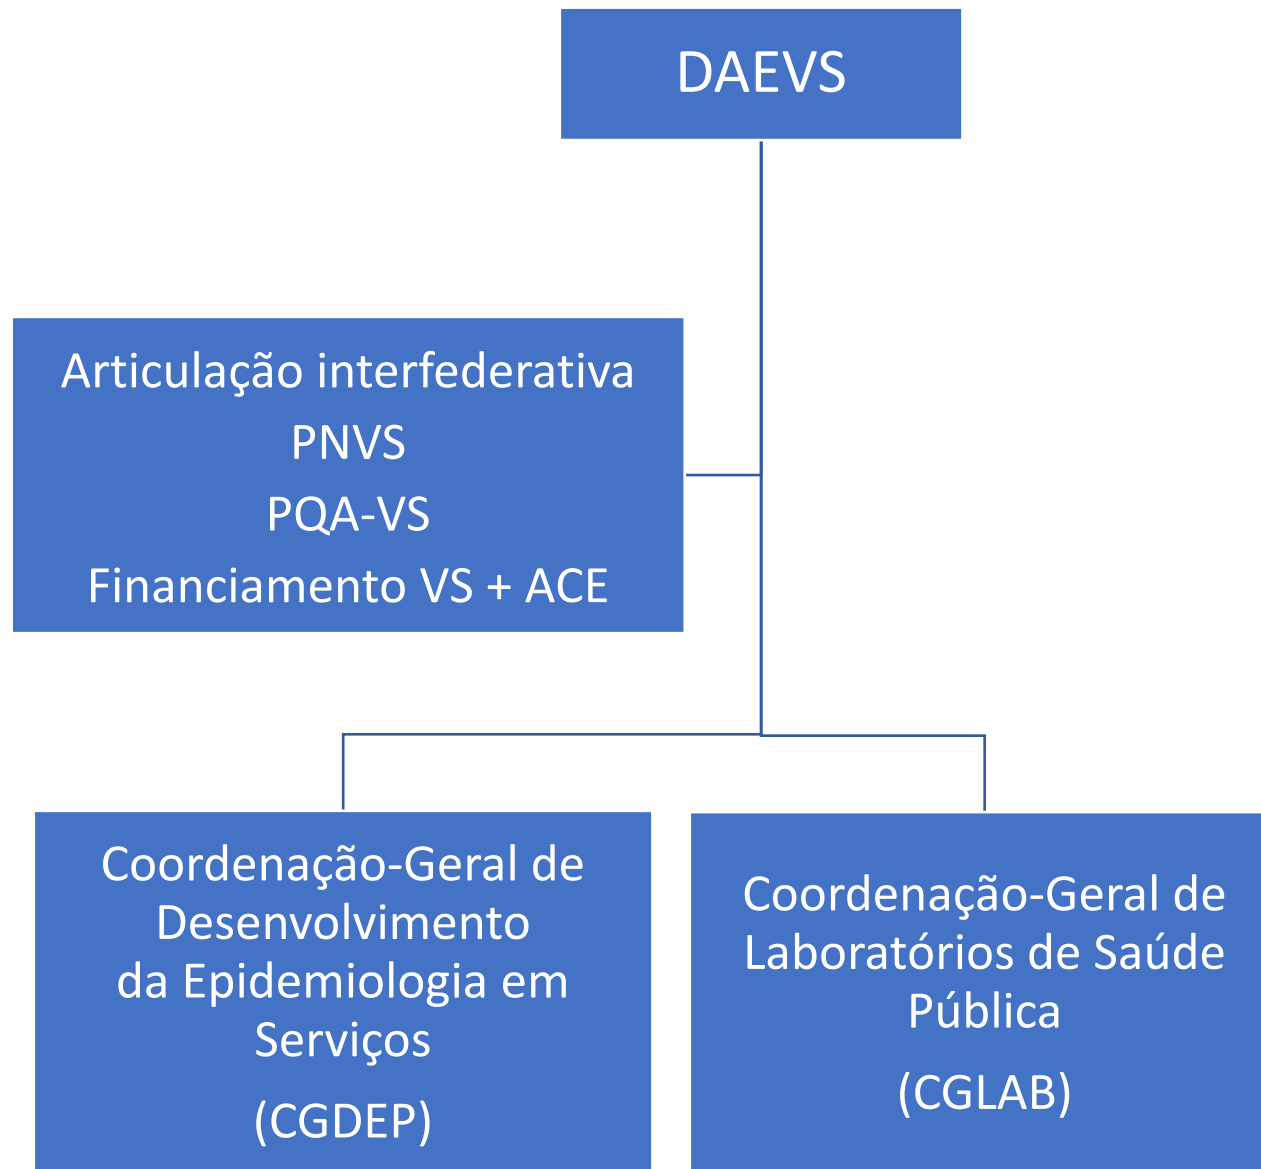 DAEVS
Articulação interfederativa
PNVS
PQA-VS
Financiamento VS + ACE
Coordenação-Geral de
Desenvolvimento
da Epidemiologia em
Serviços
(CGDEP)
Coordenação-Geral de
Laboratórios de Saúde
Pública
(CGLAB)